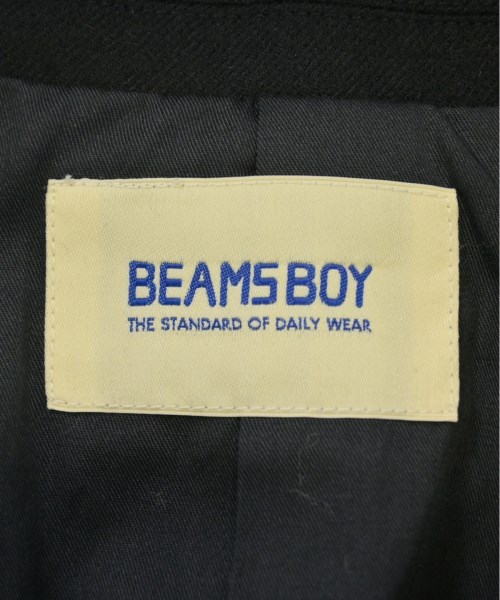 BEAMS BOY
THE STANDARD OF DAILY WEAR